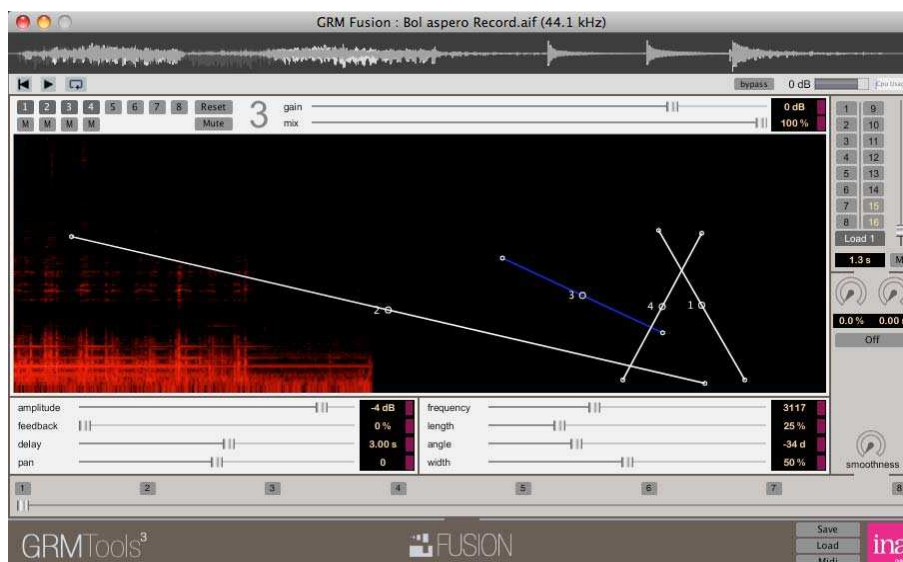 GRM Fusion : Bol aspero Record.aif (44.1 kHz)
bypass 0 dB
1 2 3 4 5 6 7 8 Reset
M M M M Mute
3
gain 0 dB
mix 100 %
1 9
2 10
3 11
4 12
5 13
6 14
7 15
8 16
Load 1
1.3 s M
0.0 % 0.00 s
Off
smoothness
2
3
4
1
amplitude -4 dB
feedback 0 %
delay 3.00 s
pan 0
frequency 3117
length 25 %
angle -34 d
width 50 %
1 2 3 4 5 6 7 8
GRMTools3
FUSION
Save
Load
Midi
ina